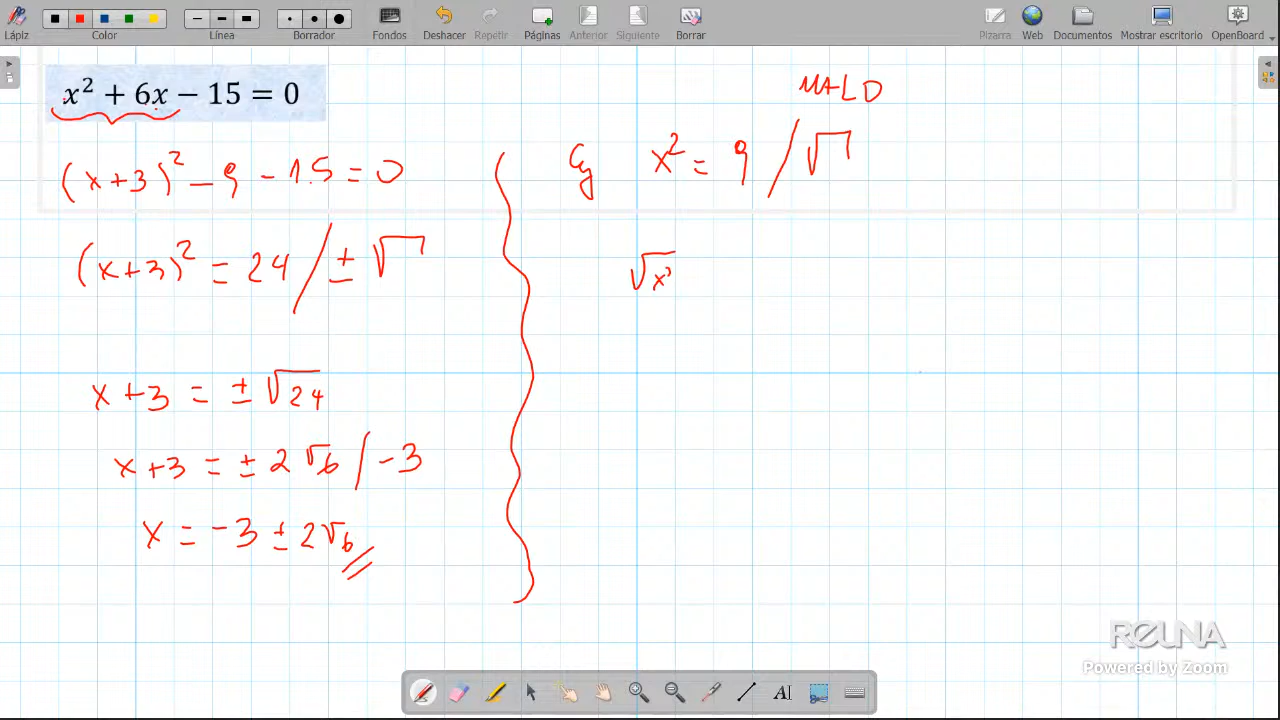 Lápiz Color Línea Borrador Fondos Deshacer Repetir Páginas Anterior Siguiente Borrar Pizarra Web Documentos Mostrar escritorio OpenBoard
x² + 6x − 15 = 0
(x+3)² − 9 − 15 = 0
(x+3)² = 24 / ± √
x+3 = ± √24
x+3 = ± 2√6 / −3
x = −3 ± 2√6
MALO
x² = 9 / √
√x²
REUNA
Powered by Zoom